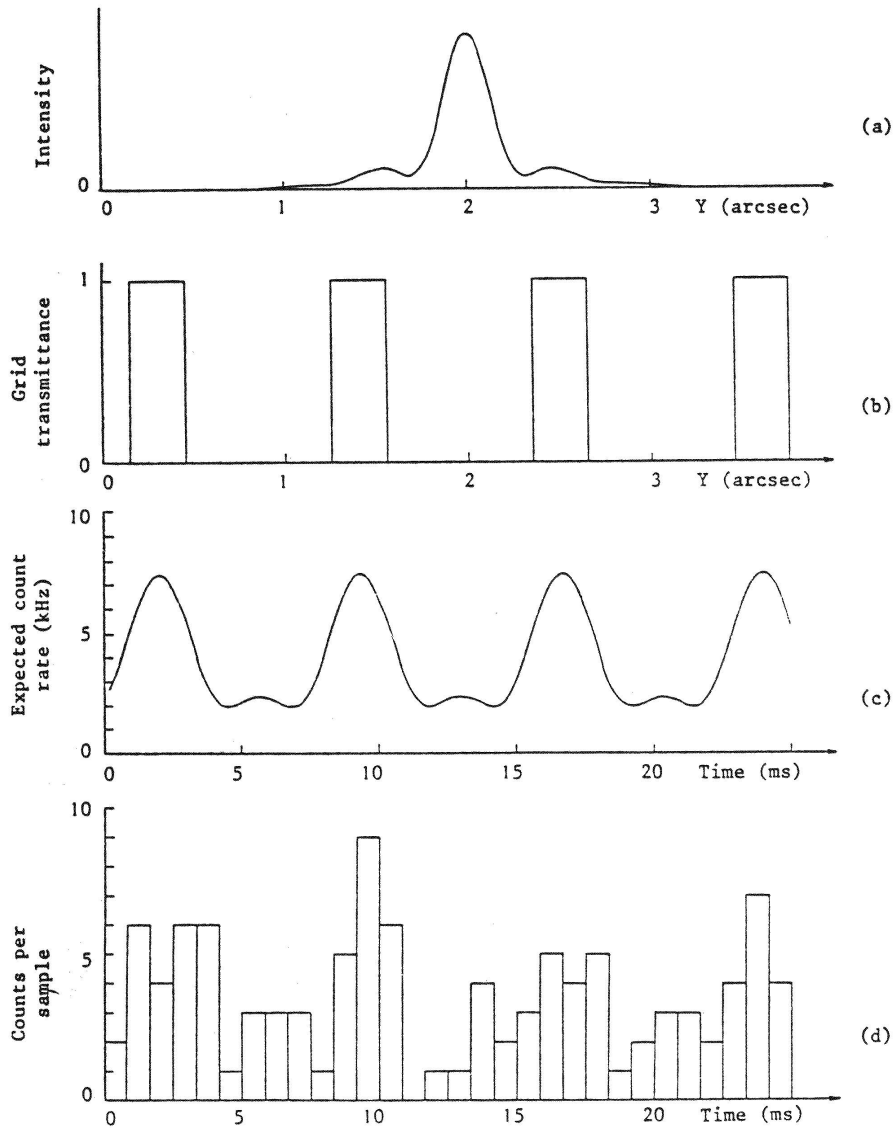 Intensity
0
0 1 2 3 Y (arcsec)
(a)
Grid
transmittance
1
0
0 1 2 3 Y (arcsec)
(b)
Expected count
rate (kHz)
10
5
0
0 5 10 15 20 Time (ms)
(c)
Counts per
sample
10
5
0
0 5 10 15 20 Time (ms)
(d)